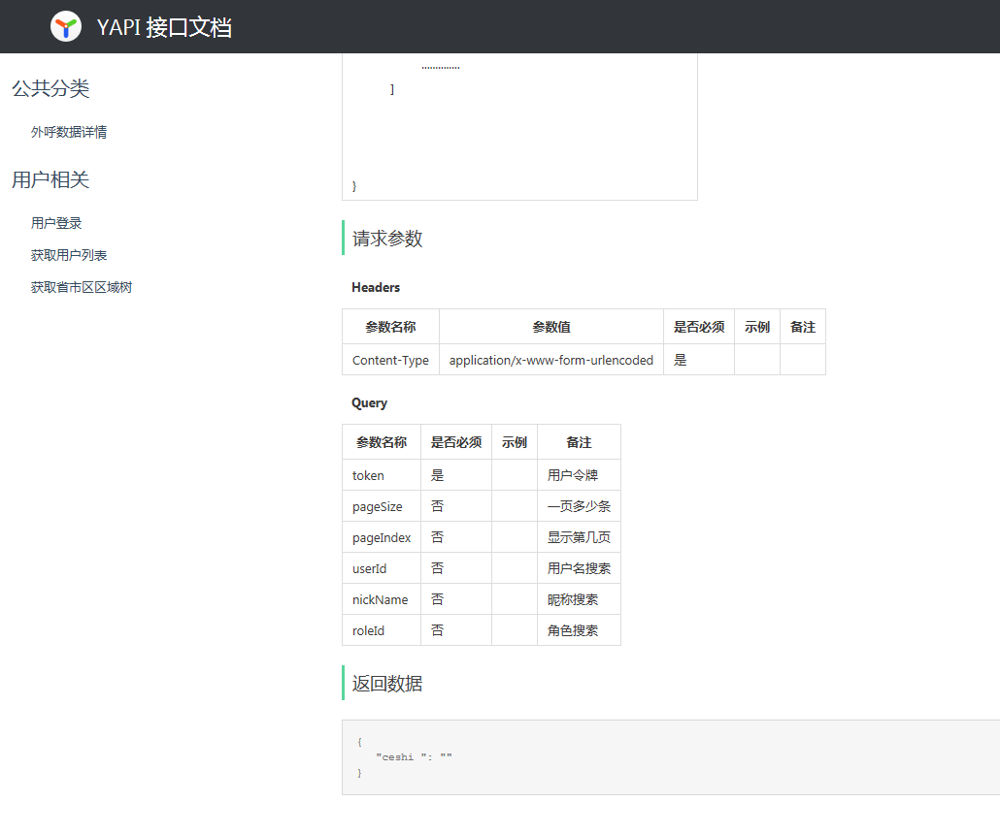 YAPI 接口文档
公共分类
外呼数据详情
用户相关
用户登录
获取用户列表
获取省市区区域树
..............
]
}
请求参数
Headers
参数名称 参数值 是否必须 示例 备注
Content-Type application/x-www-form-urlencoded 是
Query
参数名称 是否必须 示例 备注
token 是 用户令牌
pageSize 否 一页多少条
pageIndex 否 显示第几页
userId 否 用户名搜索
nickName 否 昵称搜索
roleId 否 角色搜索
返回数据
{
"ceshi ": ""
}